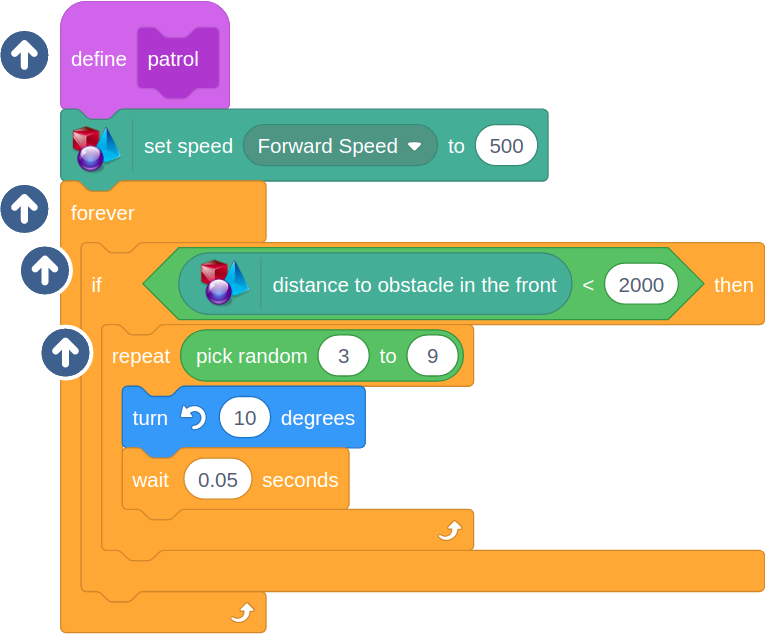 define patrol
set speed Forward Speed to 500
forever
if distance to obstacle in the front < 2000 then
repeat pick random 3 to 9
turn 10 degrees
wait 0.05 seconds